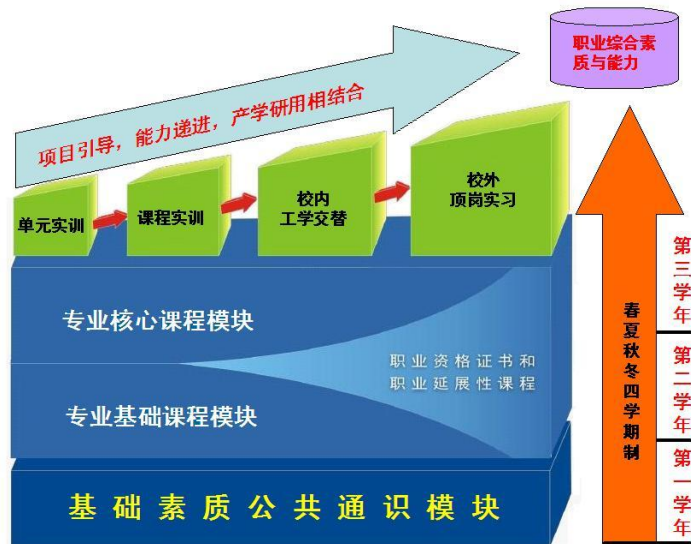 职业综合素
质与能力
项目引导，能力递进，产学研用相结合
单元实训
课程实训
校内
工学交替
校外
顶岗实习
专业核心课程模块
职业资格证书和
职业延展性课程
专业基础课程模块
基础素质公共通识模块
春夏秋冬四学期制
第三学年
第二学年
第一学年